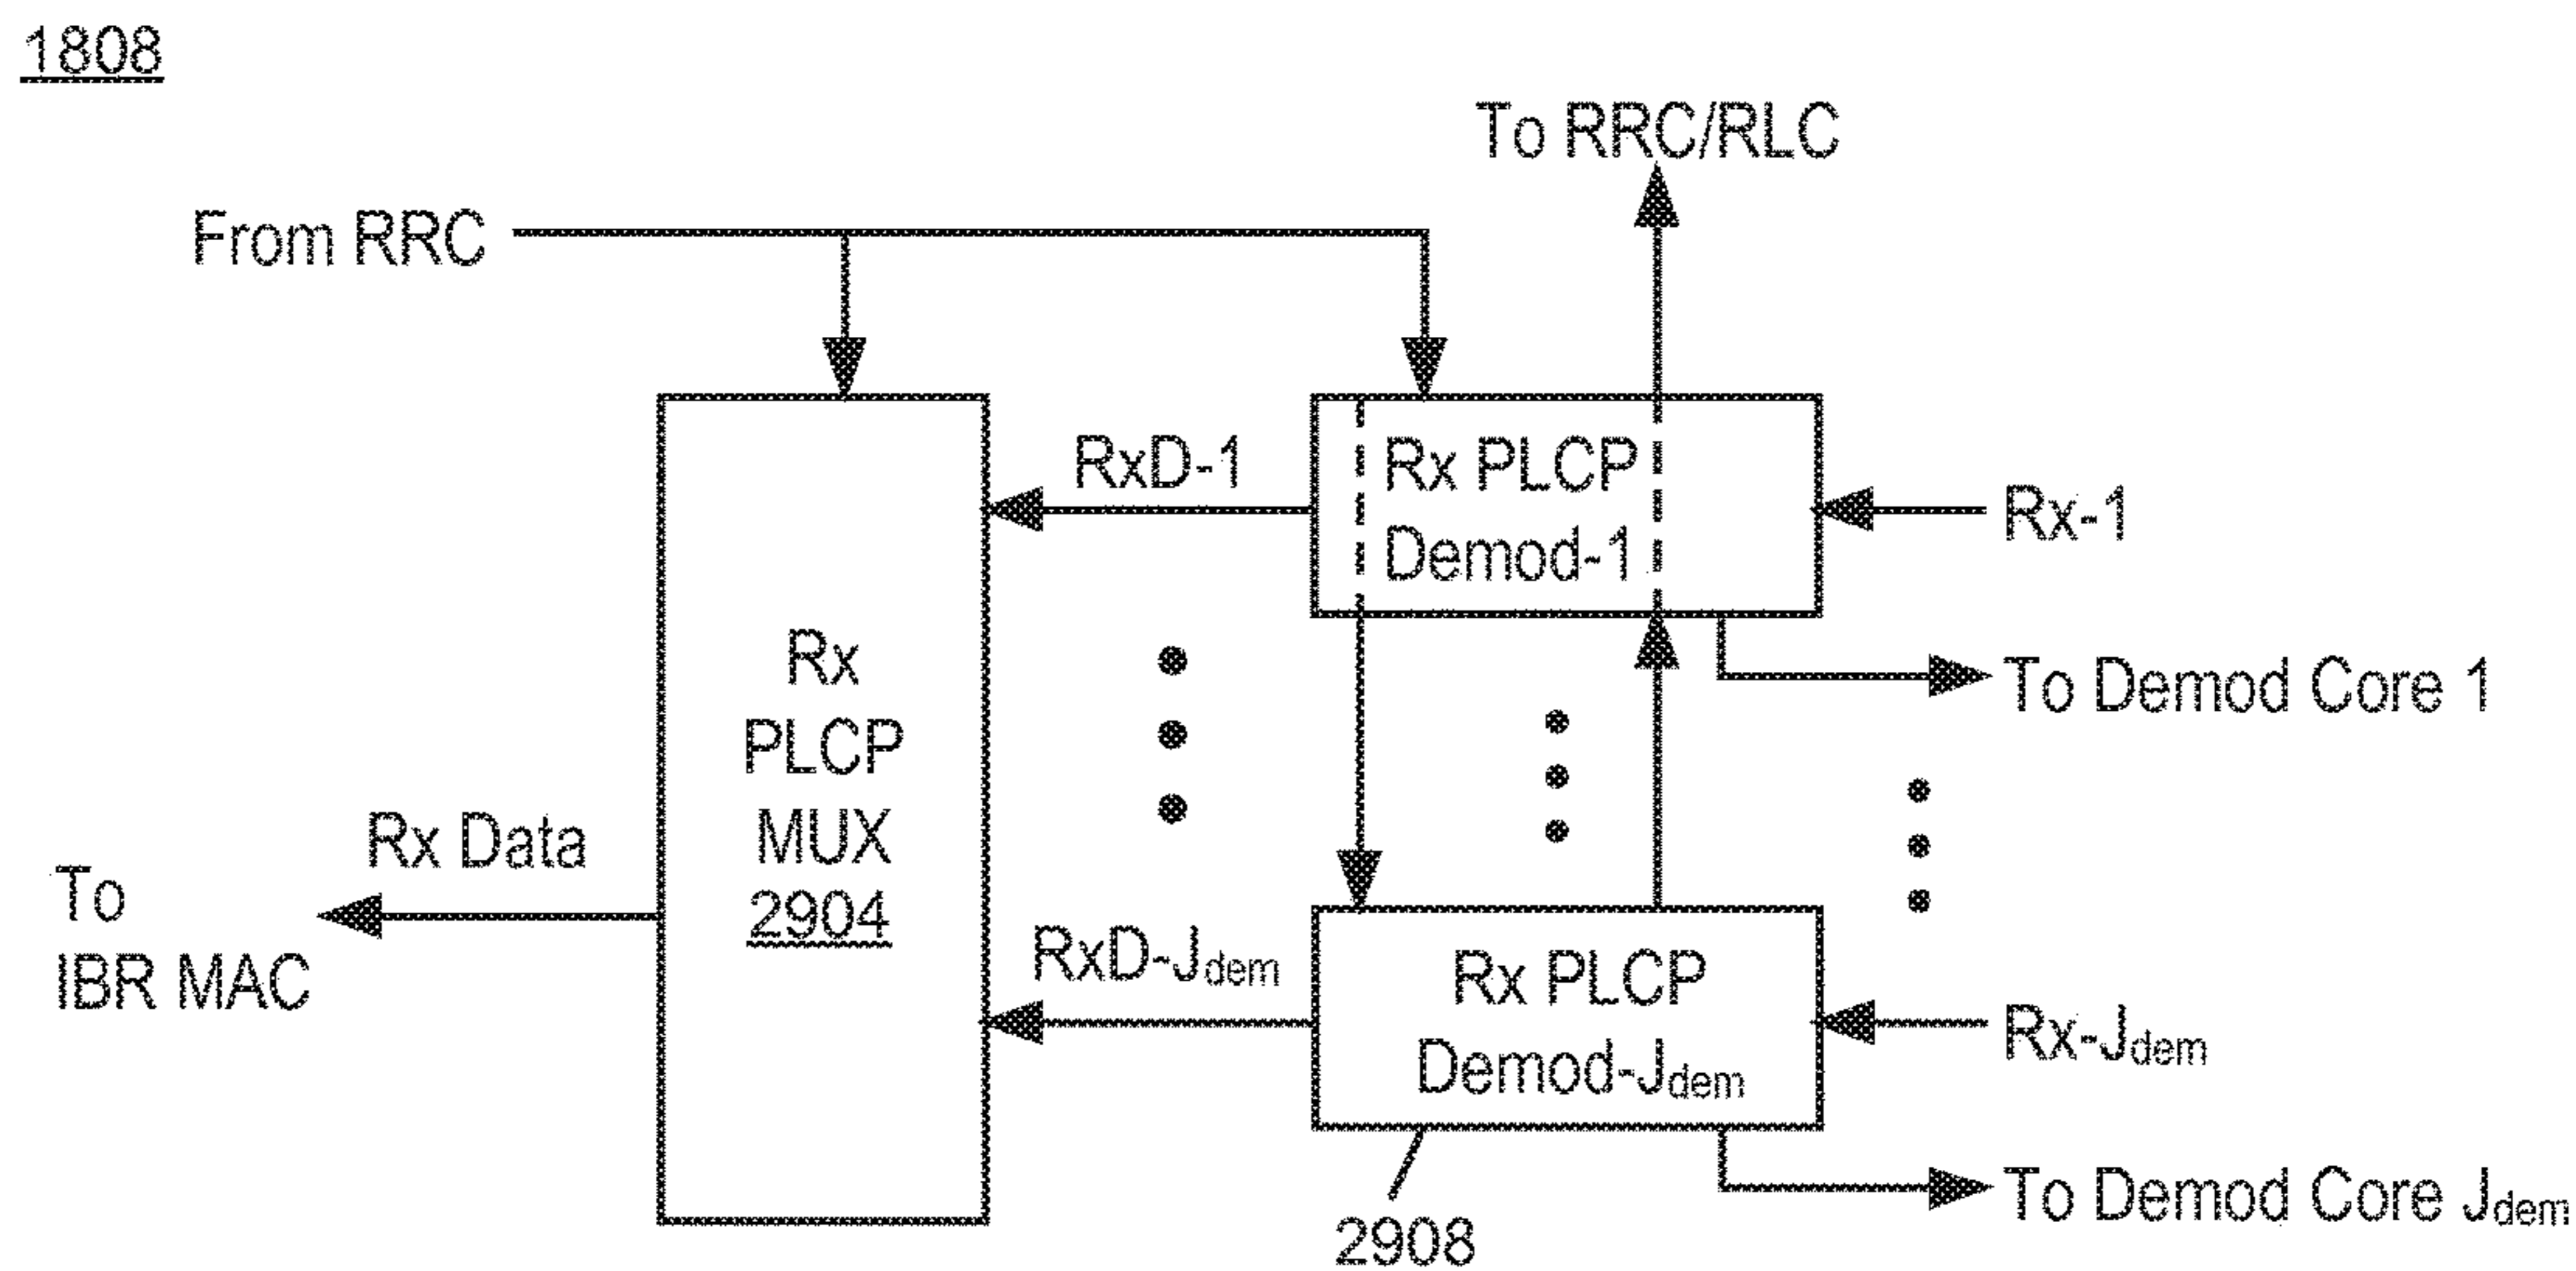 1808
To RRC/RLC
From RRC
RxD-1
Rx PLCP
Demod-1
Rx-1
To Demod Core 1
Rx
PLCP
MUX
2904
Rx Data
To
IBR MAC
RxD-Jdem
Rx PLCP
Demod-Jdem
Rx-Jdem
To Demod Core Jdem
2908